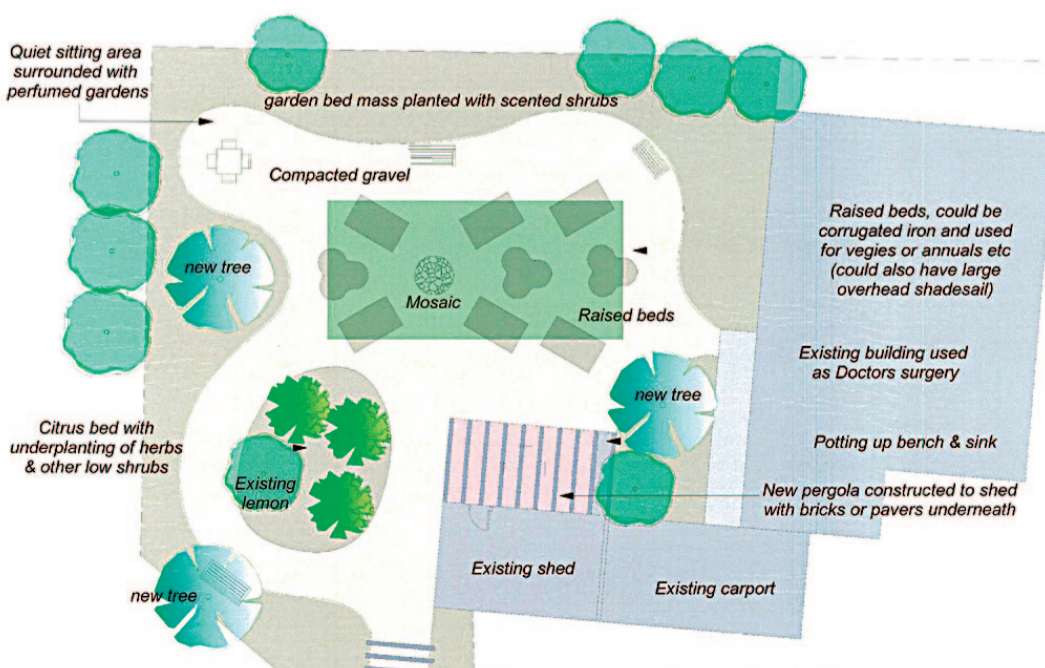 Quiet sitting area
surrounded with
perfumed gardens
garden bed mass planted with scented shrubs
Compacted gravel
new tree
Mosaic
Raised beds
Raised beds, could be
corrugated iron and used
for vegies or annuals etc
(could also have large
overhead shadesail)
Existing building used
as Doctors surgery
new tree
Citrus bed with
underplanting of herbs
& other low shrubs
Potting up bench & sink
Existing
lemon
New pergola constructed to shed
with bricks or pavers underneath
Existing shed
Existing carport
new tree